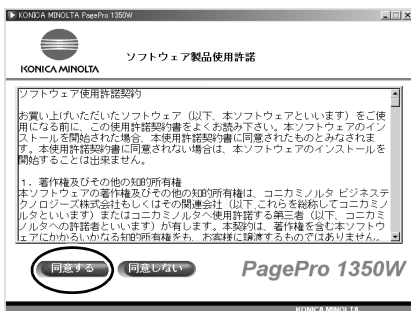 KONICA MINOLTA PagePro 1350W
KONICA MINOLTA
ソフトウェア製品使用許諾
ソフトウェア使用許諾契約
お買い上げいただいたソフトウェア（以下、本ソフトウェアといいます）をご使
用になる前に、この使用許諾契約書をよくお読み下さい。本ソフトウェアのイン
ストールを開始された場合、本使用許諾契約書に同意されたものとみなされま
す。本使用許諾契約書に同意されない場合は、本ソフトウェアのインストールを
開始することは出来ません。
1．著作権及びその他の知的所有権
本ソフトウェアの著作権及びその他の知的所有権は、コニカミノルタ ビジネステ
クノロジーズ株式会社もしくはその関連会社（以下、これらを総称してコニカミノ
ルタといいます）またはコニカミノルタへ使用許諾する第三者（以下、コニカミ
ノルタへの許諾者といいます）が有します。本契約は、著作権を含む本ソフトウ
ェアにかかるいかなる知的所有権をも、お客様に譲渡するものではありません。
同意する
同意しない
PagePro 1350W
KONICA MINOLTA